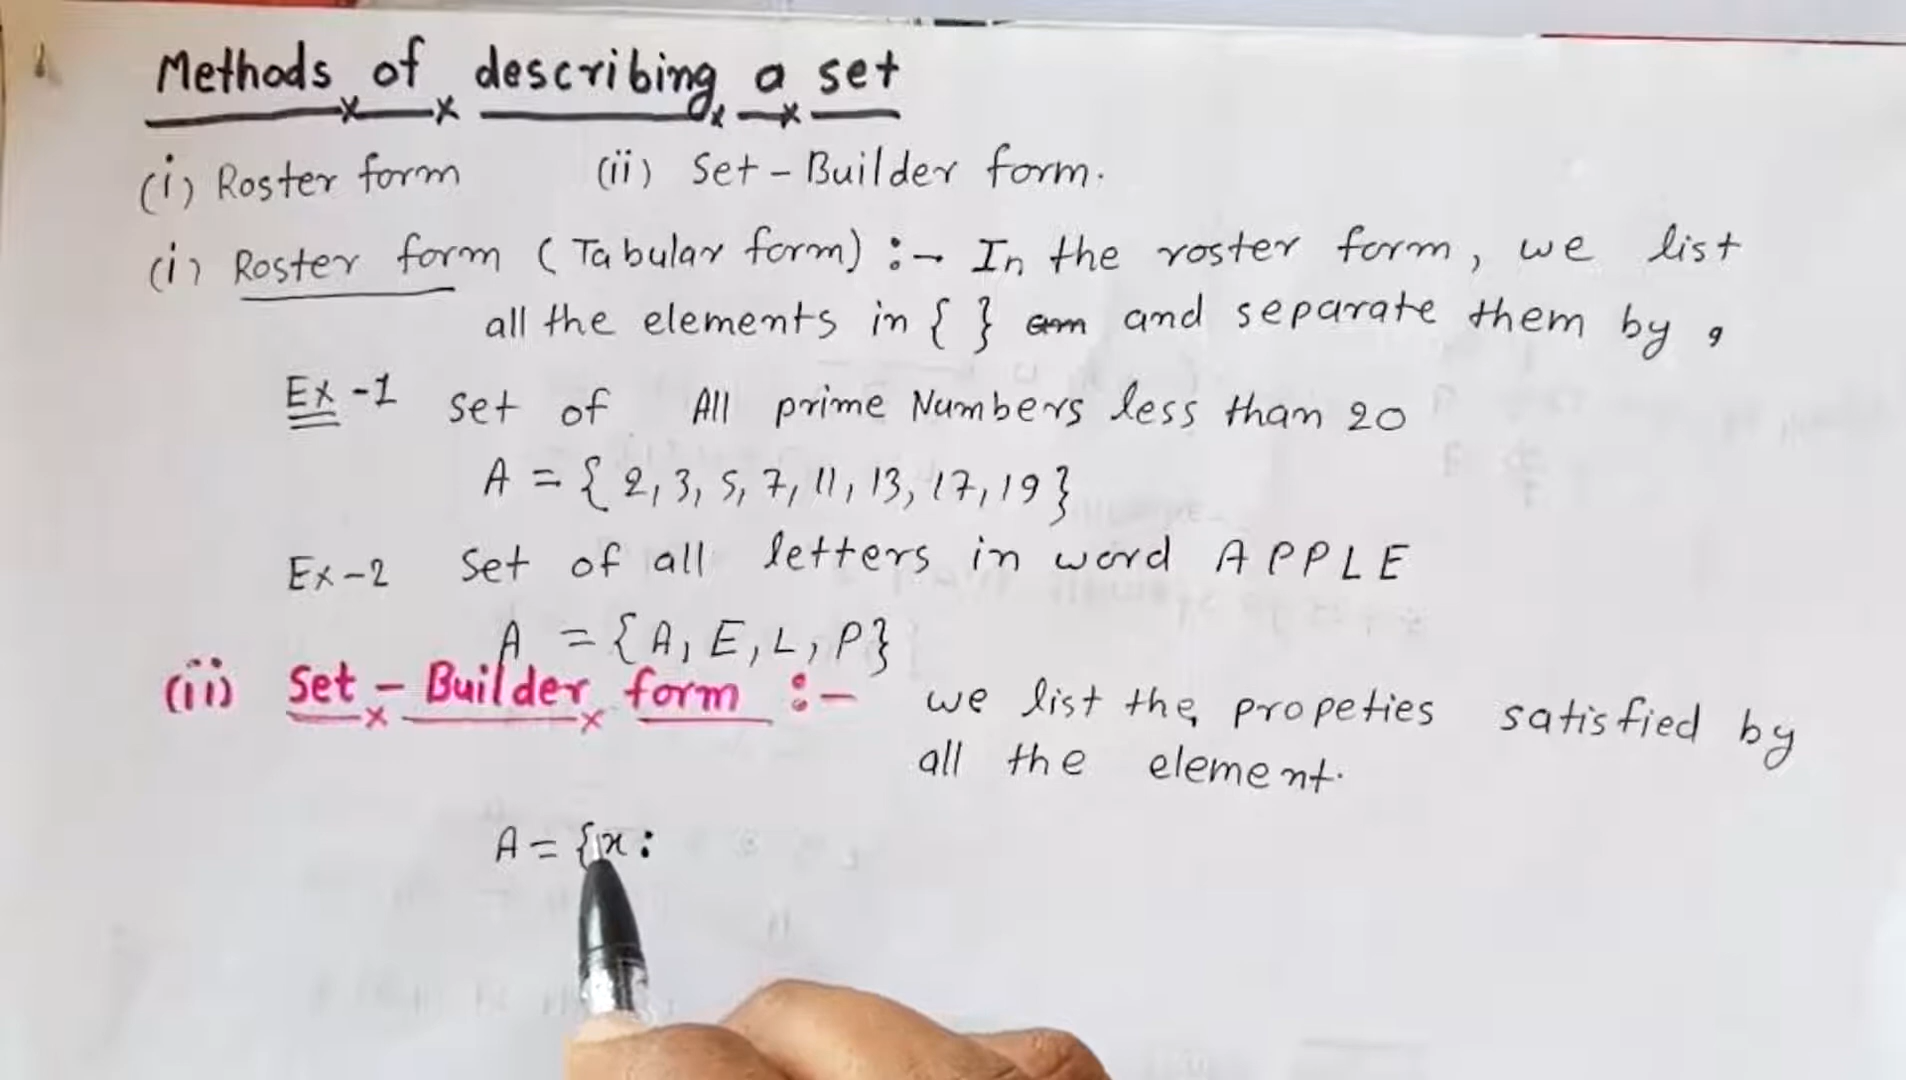 Methods of describing a set
(i) Roster form (ii) Set - Builder form.
(i) Roster form (Tabular form) :- In the roster form, we list
all the elements in { } and separate them by ,
Ex -1 set of All prime Numbers less than 20
A = { 2, 3, 5, 7, 11, 13, 17, 19 }
Ex -2 Set of all letters in word APPLE
A = {A, E, L, P}
(ii) Set - Builder form :- we list the propeties satisfied by
all the element.
A = {x :